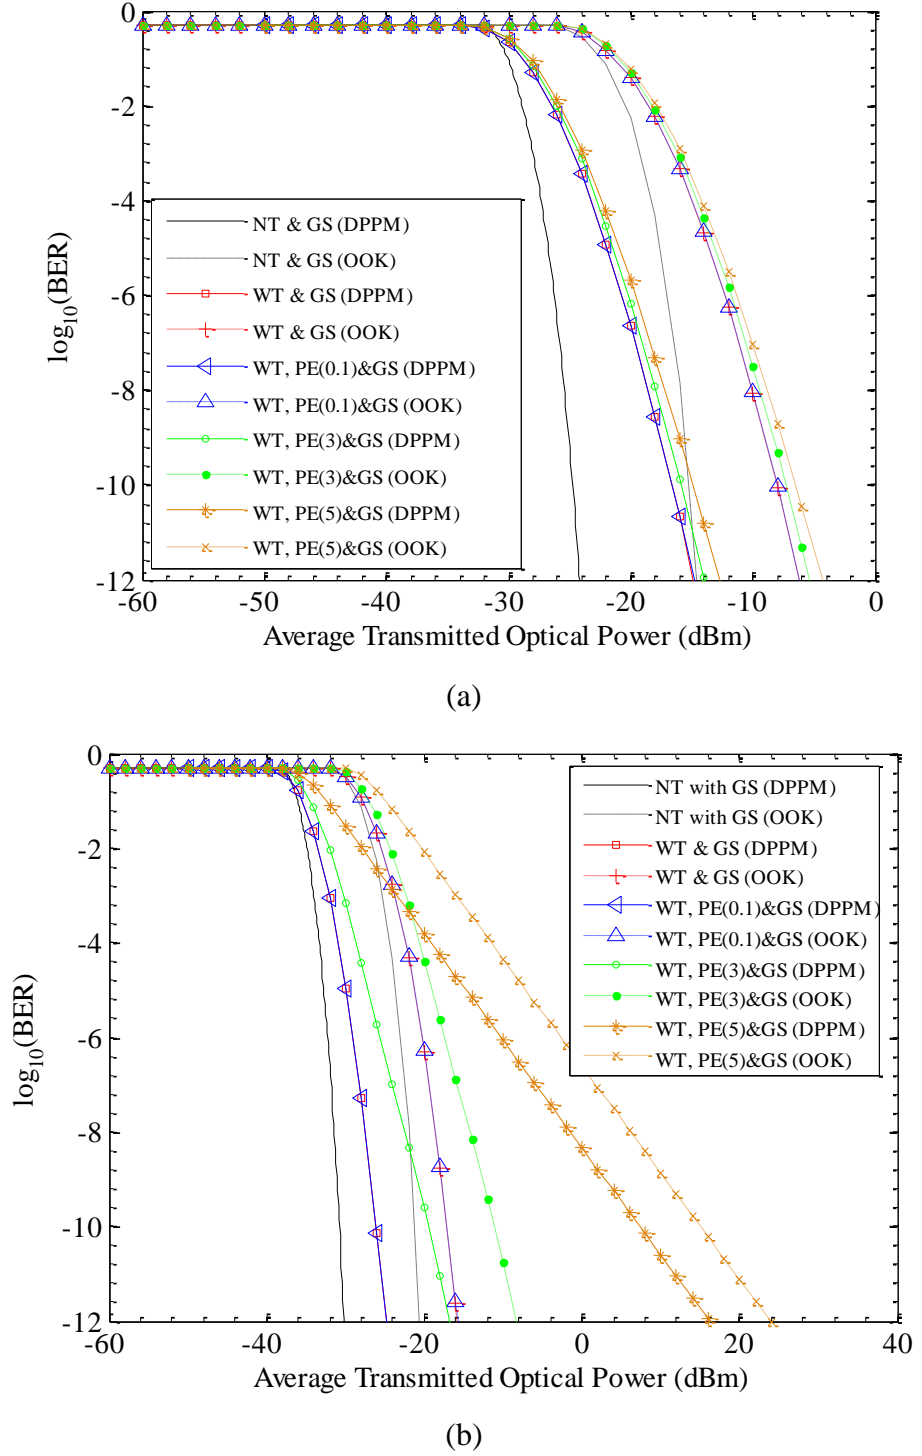 0
-2
-4
-6
-8
-10
-12
log10(BER)
NT & GS (DPPM)
NT & GS (OOK)
WT & GS (DPPM)
WT & GS (OOK)
WT, PE(0.1)&GS (DPPM)
WT, PE(0.1)&GS (OOK)
WT, PE(3)&GS (DPPM)
WT, PE(3)&GS (OOK)
WT, PE(5)&GS (DPPM)
WT, PE(5)&GS (OOK)
-60 -50 -40 -30 -20 -10 0
Average Transmitted Optical Power (dBm)
(a)
0
-2
-4
-6
-8
-10
-12
log10(BER)
NT with GS (DPPM)
NT with GS (OOK)
WT & GS (DPPM)
WT & GS (OOK)
WT, PE(0.1)&GS (DPPM)
WT, PE(0.1)&GS (OOK)
WT, PE(3)&GS (DPPM)
WT, PE(3)&GS (OOK)
WT, PE(5)&GS (DPPM)
WT, PE(5)&GS (OOK)
-60 -40 -20 0 20 40
Average Transmitted Optical Power (dBm)
(b)